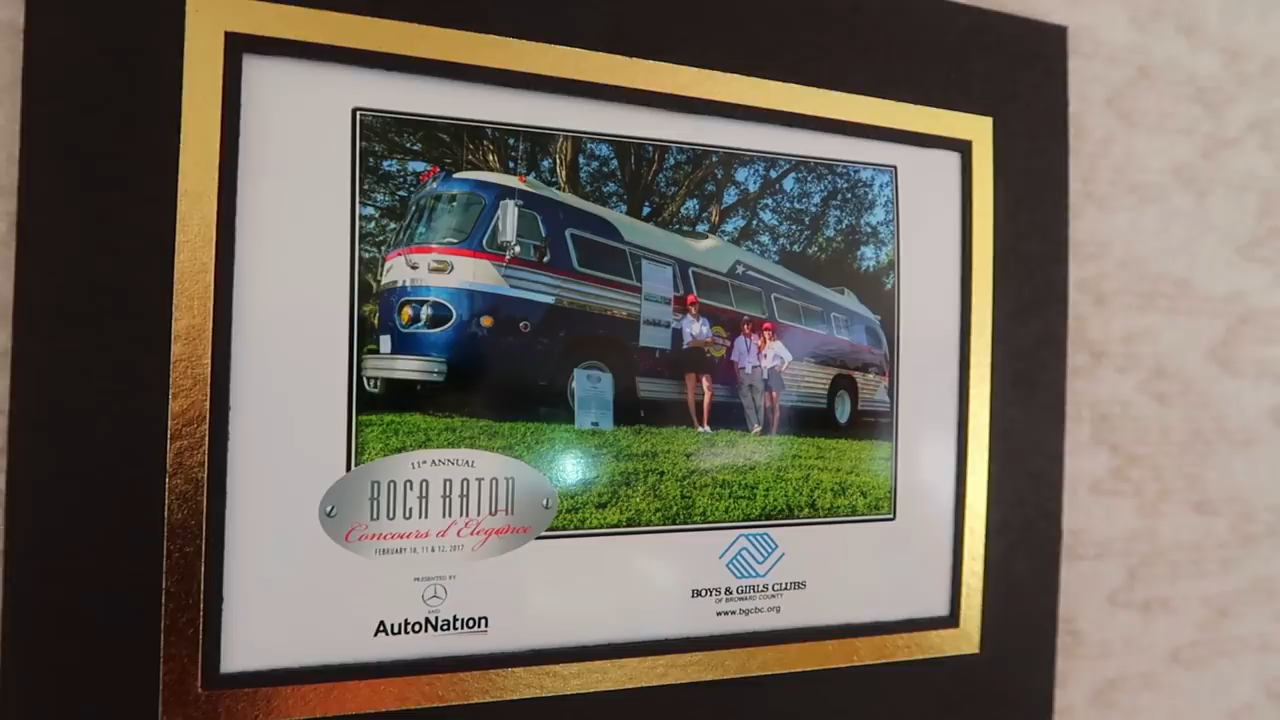 11th ANNUAL
BOCA RATON
Concours d'Elegance
FEBRUARY 10, 11 & 12, 2017
PRESENTED BY
AND
AutoNation
BOYS & GIRLS CLUBS
OF BROWARD COUNTY
www.bgcbc.org